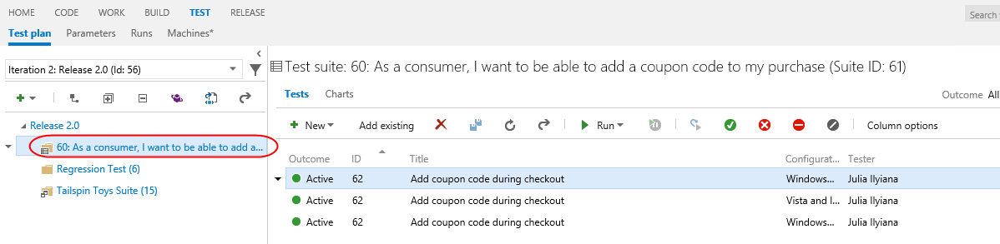 HOME CODE WORK BUILD TEST RELEASE
Search
Test plan Parameters Runs Machines*
Iteration 2: Release 2.0 (Id: 56)
Test suite: 60: As a consumer, I want to be able to add a coupon code to my purchase (Suite ID: 61)
Tests Charts
Outcome All
Release 2.0
60: As a consumer, I want to be able to add a...
Regression Test (6)
Tailspin Toys Suite (15)
New Add existing Run Column options
Outcome ID Title Configurat... Tester
Active 62 Add coupon code during checkout Windows... Julia Ilyiana
Active 62 Add coupon code during checkout Vista and I... Julia Ilyiana
Active 62 Add coupon code during checkout Windows... Julia Ilyiana